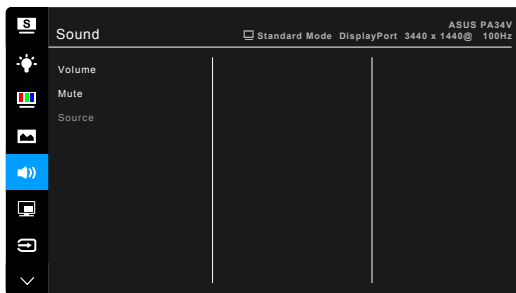 S
ASUS PA34V
Sound
Standard Mode DisplayPort 3440 x 1440@ 100Hz
Volume
Mute
Source